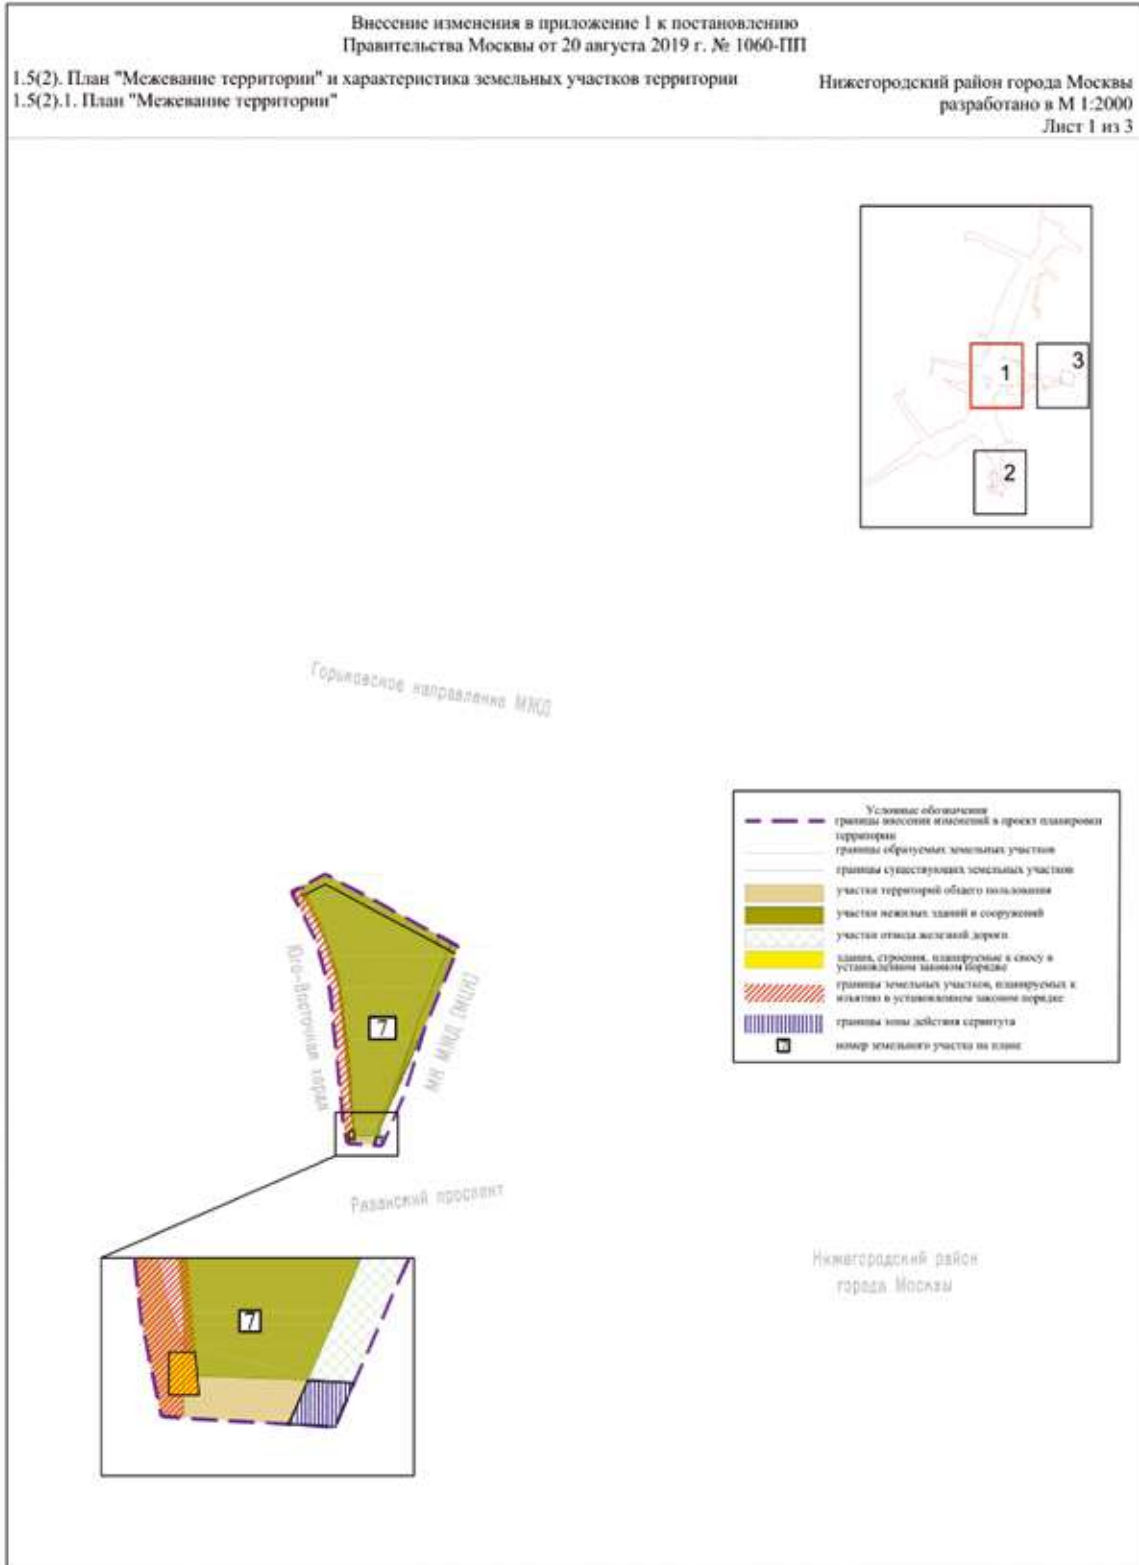 Внесение изменения в приложение 1 к постановлению
Правительства Москвы от 20 августа 2019 г. № 1060-ПП
1.5(2). План "Межевание территории" и характеристика земельных участков территории
1.5(2).1. План "Межевание территории"
Нижегородский район города Москвы
разработано в М 1:2000
Лист 1 из 3
1
3
2
Горьковское направление МЖД
Условные обозначения
границы внесения изменений в проект планировки
территории
границы образуемых земельных участков
границы существующих земельных участков
участки территорий общего пользования
участки нежилых зданий и сооружений
участки отвода железной дороги
здания, строения, планируемые к сносу в
установленном законом порядке
границы земельных участков, планируемых к
изъятию в установленном законом порядке
границы зоны действия сервитута
номер земельного участка на плане
Юго-Восточная хорда
7
МК МЖД (МЦК)
Рязанский проспект
7
Нижегородский район
города Москвы